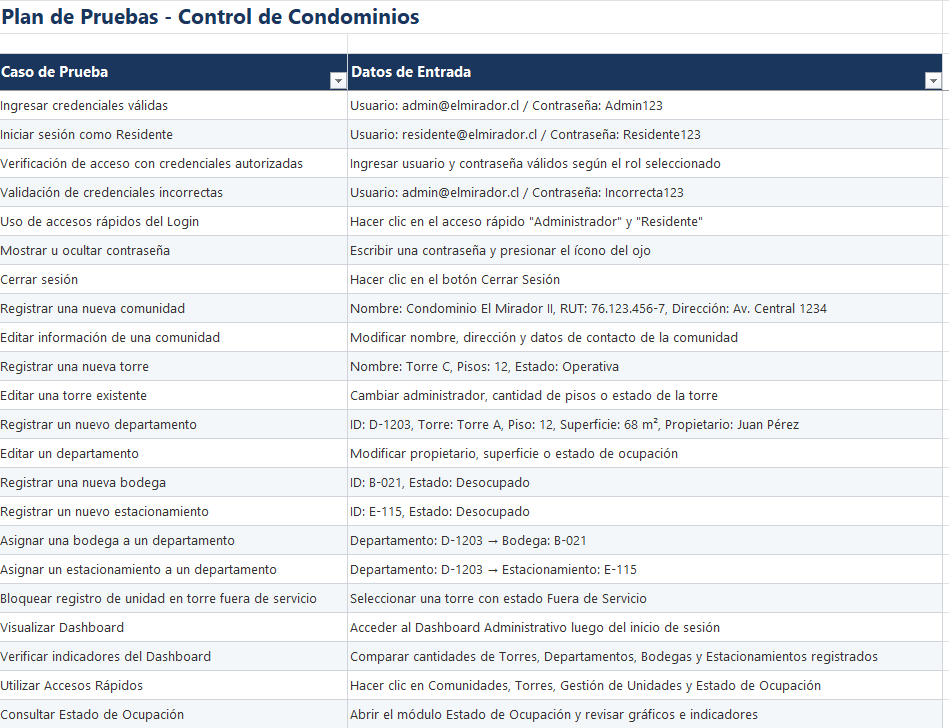 Plan de Pruebas - Control de Condominios
Caso de Prueba Datos de Entrada
Ingresar credenciales válidas Usuario: admin@elmirador.cl / Contraseña: Admin123
Iniciar sesión como Residente Usuario: residente@elmirador.cl / Contraseña: Residente123
Verificación de acceso con credenciales autorizadas Ingresar usuario y contraseña válidos según el rol seleccionado
Validación de credenciales incorrectas Usuario: admin@elmirador.cl / Contraseña: Incorrecta123
Uso de accesos rápidos del Login Hacer clic en el acceso rápido "Administrador" y "Residente"
Mostrar u ocultar contraseña Escribir una contraseña y presionar el ícono del ojo
Cerrar sesión Hacer clic en el botón Cerrar Sesión
Registrar una nueva comunidad Nombre: Condominio El Mirador II, RUT: 76.123.456-7, Dirección: Av. Central 1234
Editar información de una comunidad Modificar nombre, dirección y datos de contacto de la comunidad
Registrar una nueva torre Nombre: Torre C, Pisos: 12, Estado: Operativa
Editar una torre existente Cambiar administrador, cantidad de pisos o estado de la torre
Registrar un nuevo departamento ID: D-1203, Torre: Torre A, Piso: 12, Superficie: 68 m², Propietario: Juan Pérez
Editar un departamento Modificar propietario, superficie o estado de ocupación
Registrar una nueva bodega ID: B-021, Estado: Desocupado
Registrar un nuevo estacionamiento ID: E-115, Estado: Desocupado
Asignar una bodega a un departamento Departamento: D-1203 → Bodega: B-021
Asignar un estacionamiento a un departamento Departamento: D-1203 → Estacionamiento: E-115
Bloquear registro de unidad en torre fuera de servicio Seleccionar una torre con estado Fuera de Servicio
Visualizar Dashboard Acceder al Dashboard Administrativo luego del inicio de sesión
Verificar indicadores del Dashboard Comparar cantidades de Torres, Departamentos, Bodegas y Estacionamientos registrados
Utilizar Accesos Rápidos Hacer clic en Comunidades, Torres, Gestión de Unidades y Estado de Ocupación
Consultar Estado de Ocupación Abrir el módulo Estado de Ocupación y revisar gráficos e indicadores